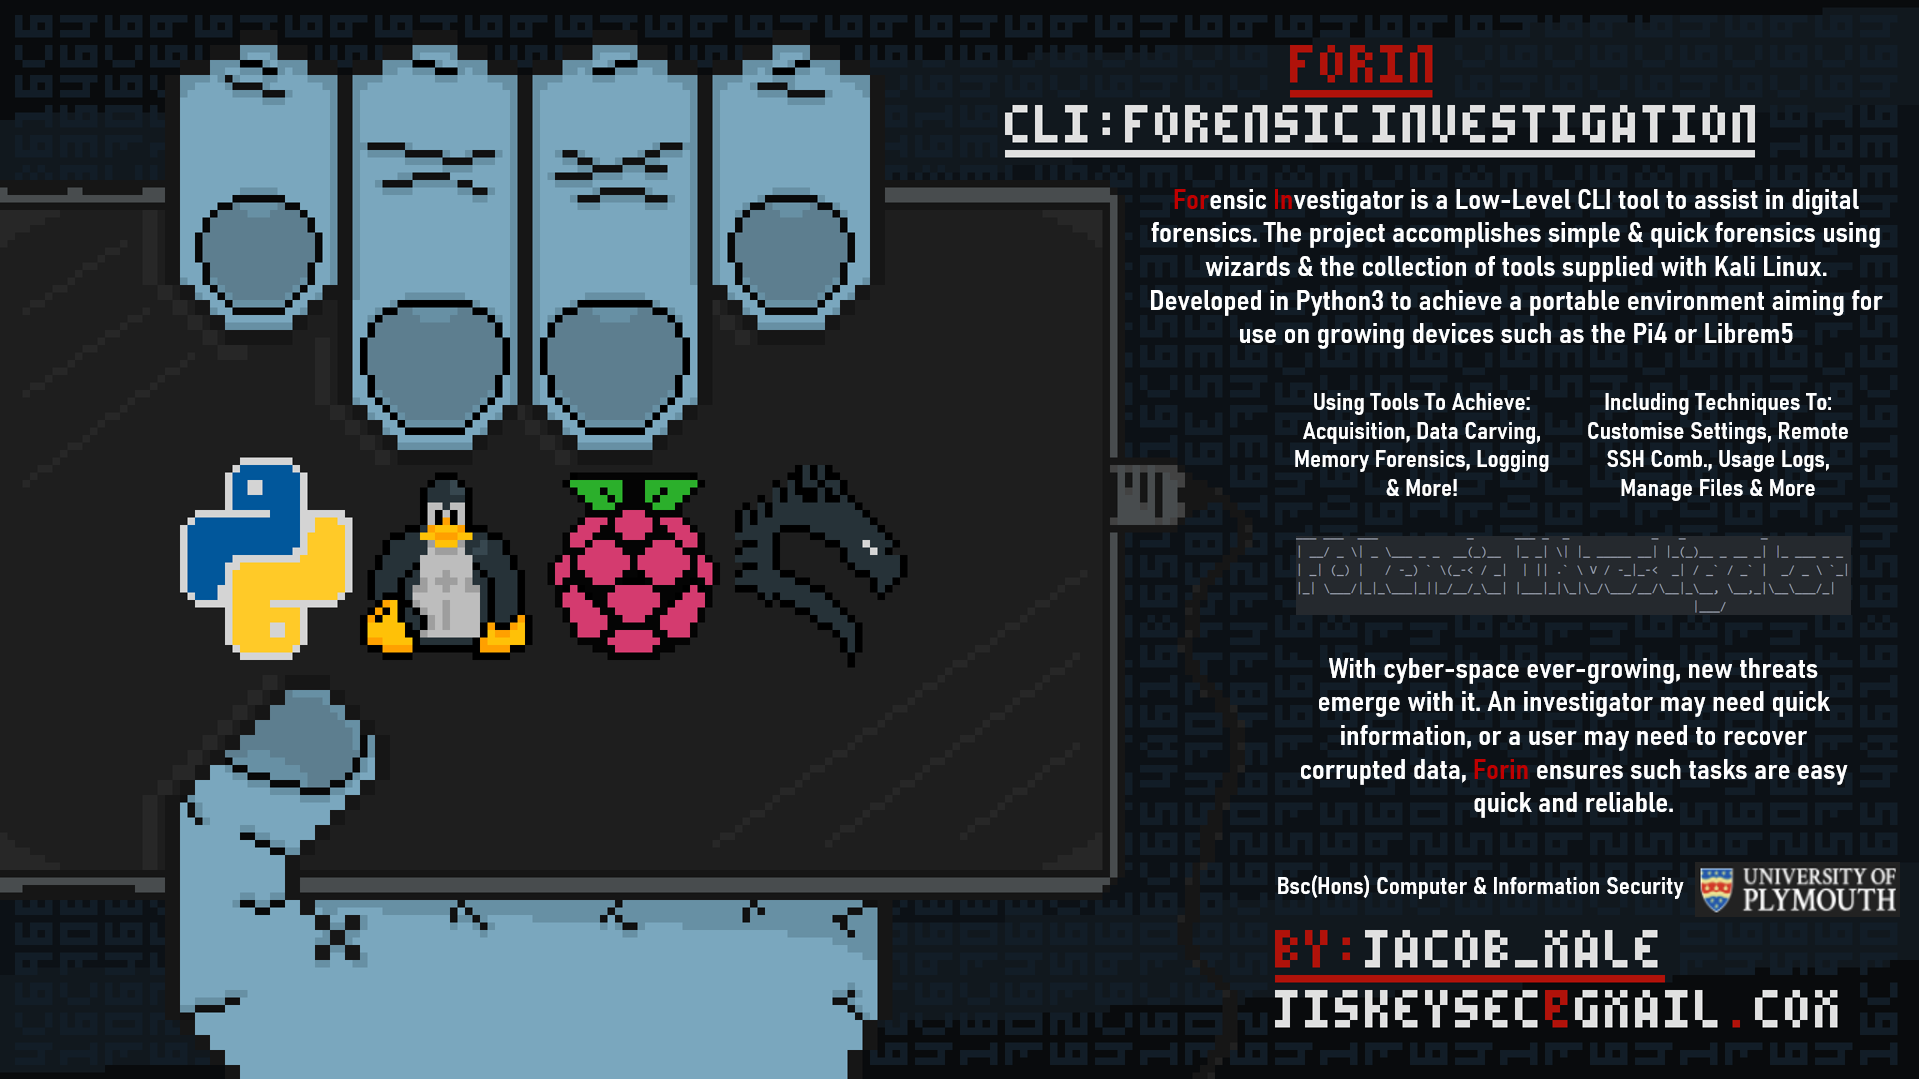 FORIN
CLI:FORENSIC INVESTIGATION
Forensic Investigator is a Low-Level CLI tool to assist in digital
forensics. The project accomplishes simple & quick forensics using
wizards & the collection of tools supplied with Kali Linux.
Developed in Python3 to achieve a portable environment aiming for
use on growing devices such as the Pi4 or Librem5
Using Tools To Achieve:
Acquisition, Data Carving,
Memory Forensics, Logging
& More!
Including Techniques To:
Customise Settings, Remote
SSH Comb., Usage Logs,
Manage Files & More
Forensic Investigator
With cyber-space ever-growing, new threats
emerge with it. An investigator may need quick
information, or a user may need to recover
corrupted data, Forin ensures such tasks are easy
quick and reliable.
Bsc(Hons) Computer & Information Security
UNIVERSITY OF
PLYMOUTH
BY:JACOB_MALE
JISKEYSEC@GMAIL.COM